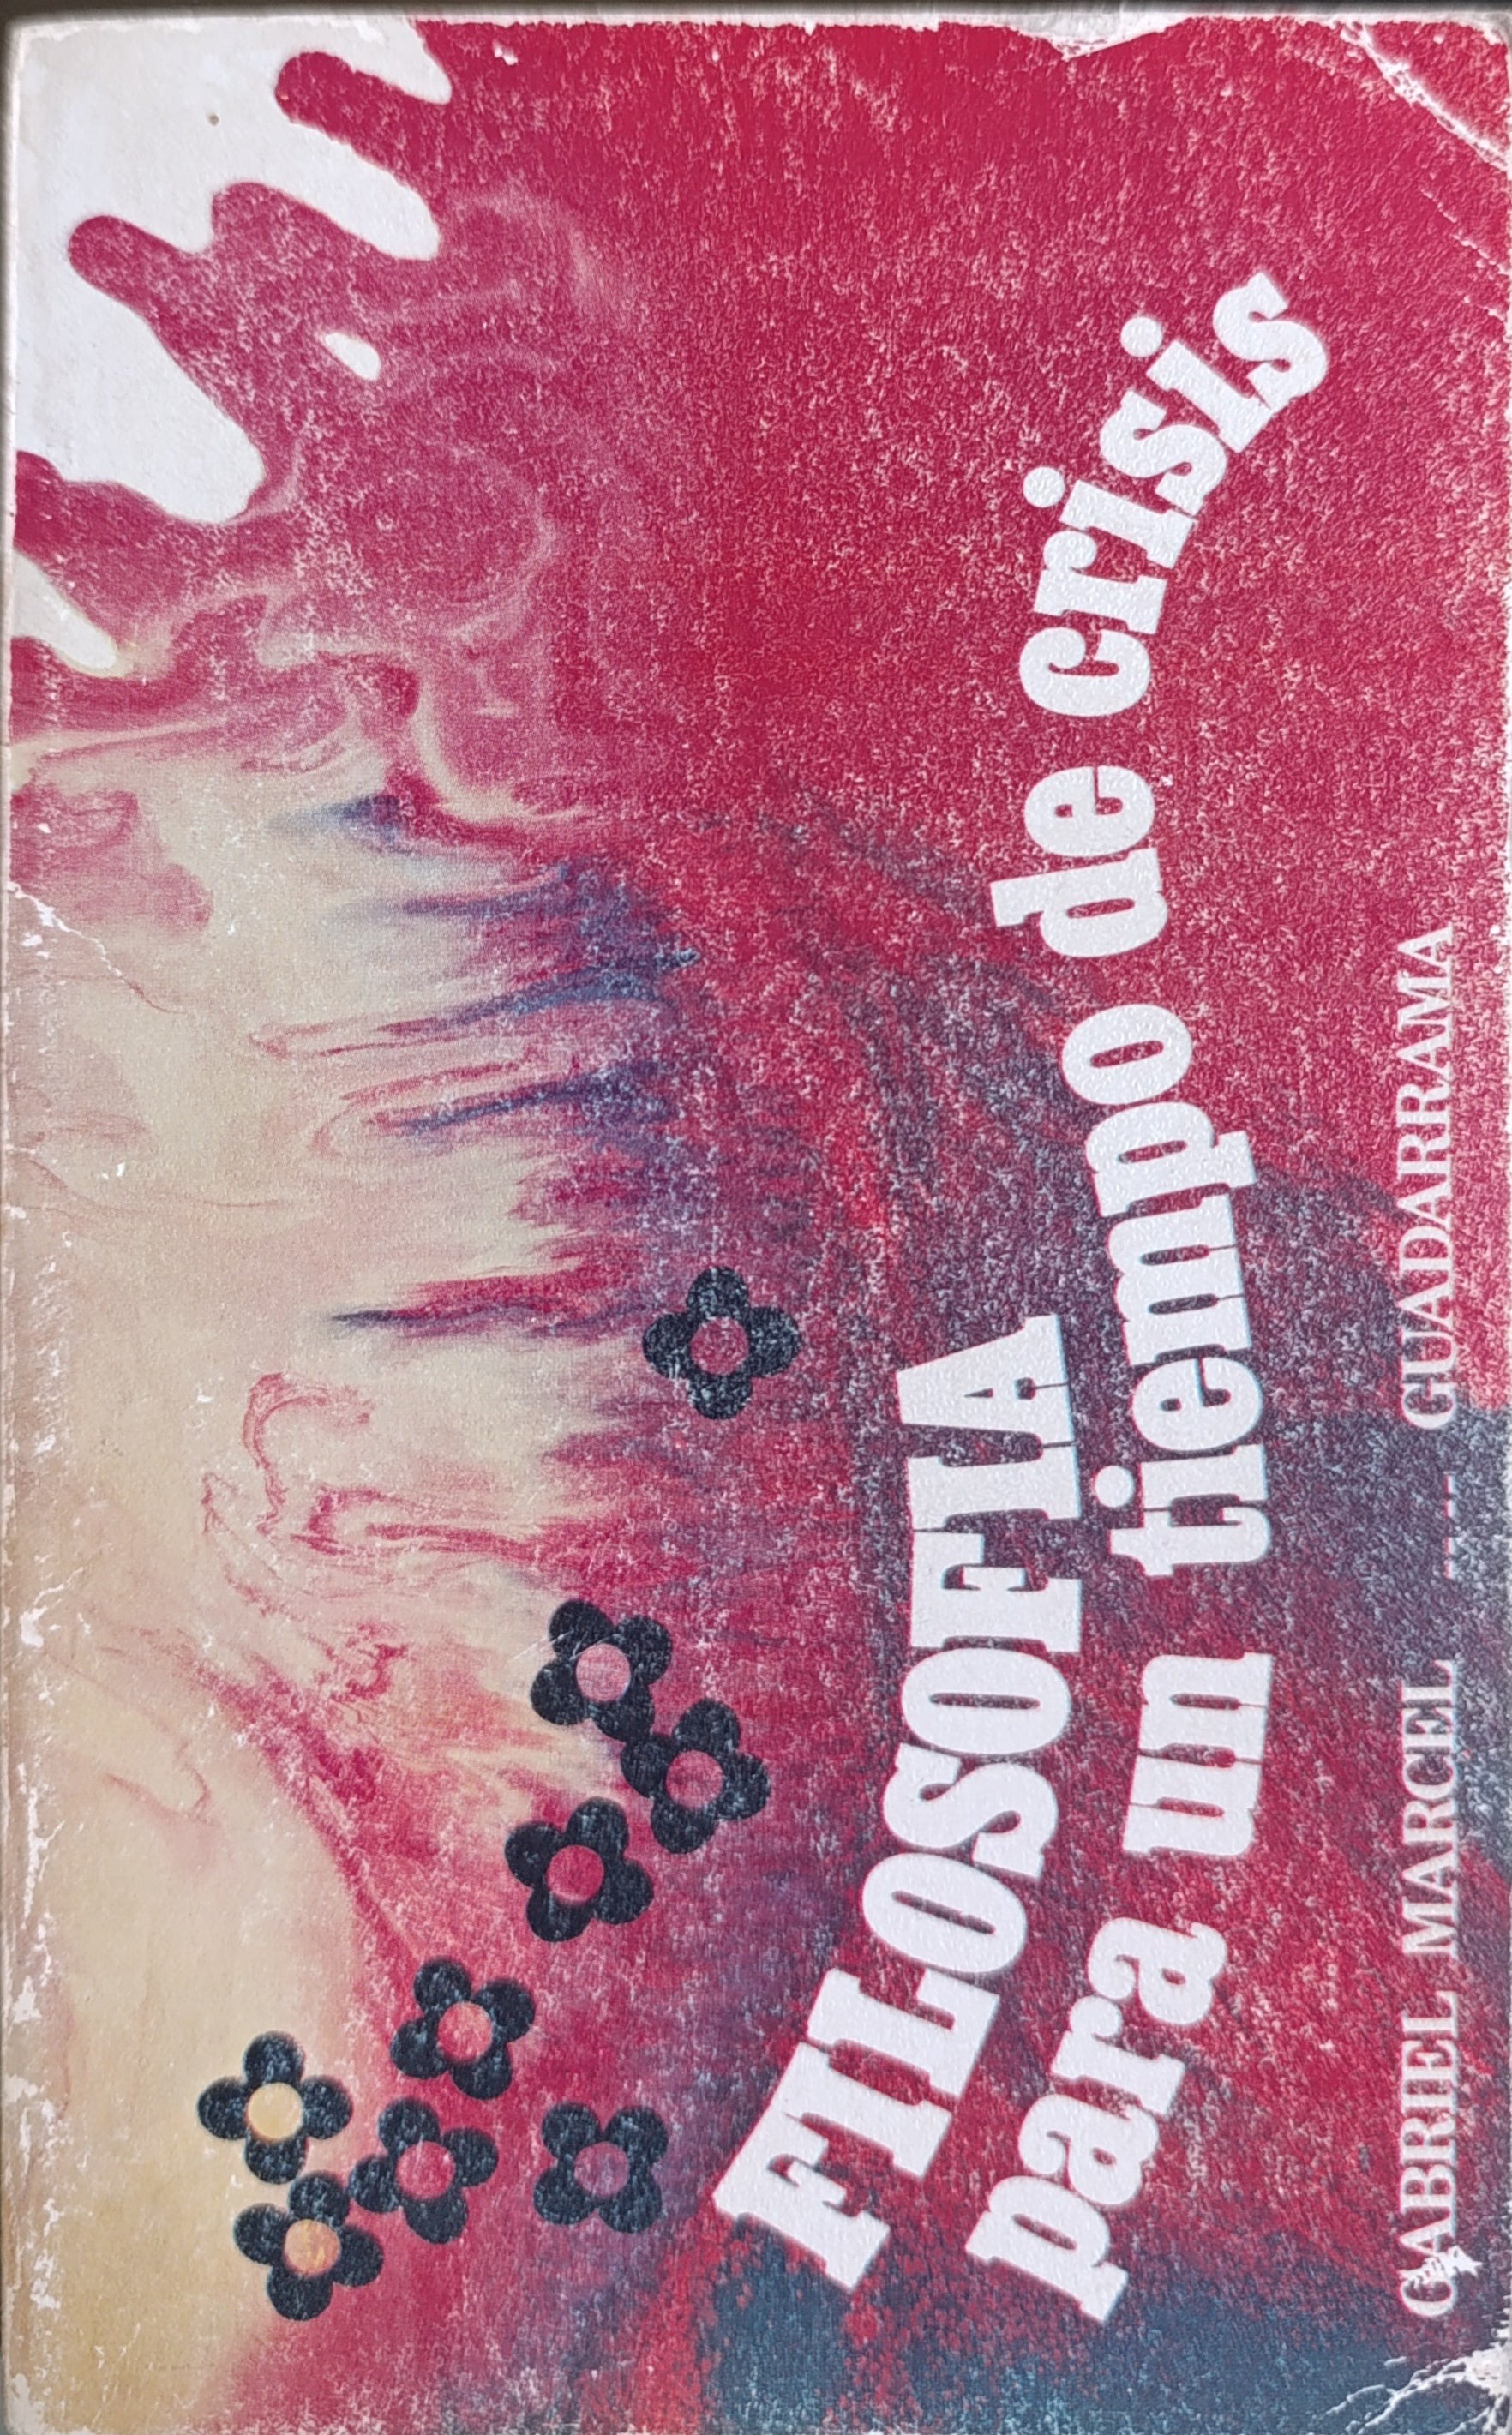 FILOSOFIA
para un tiempo de crisis
GABRIEL MARCEL GUADARRAMA